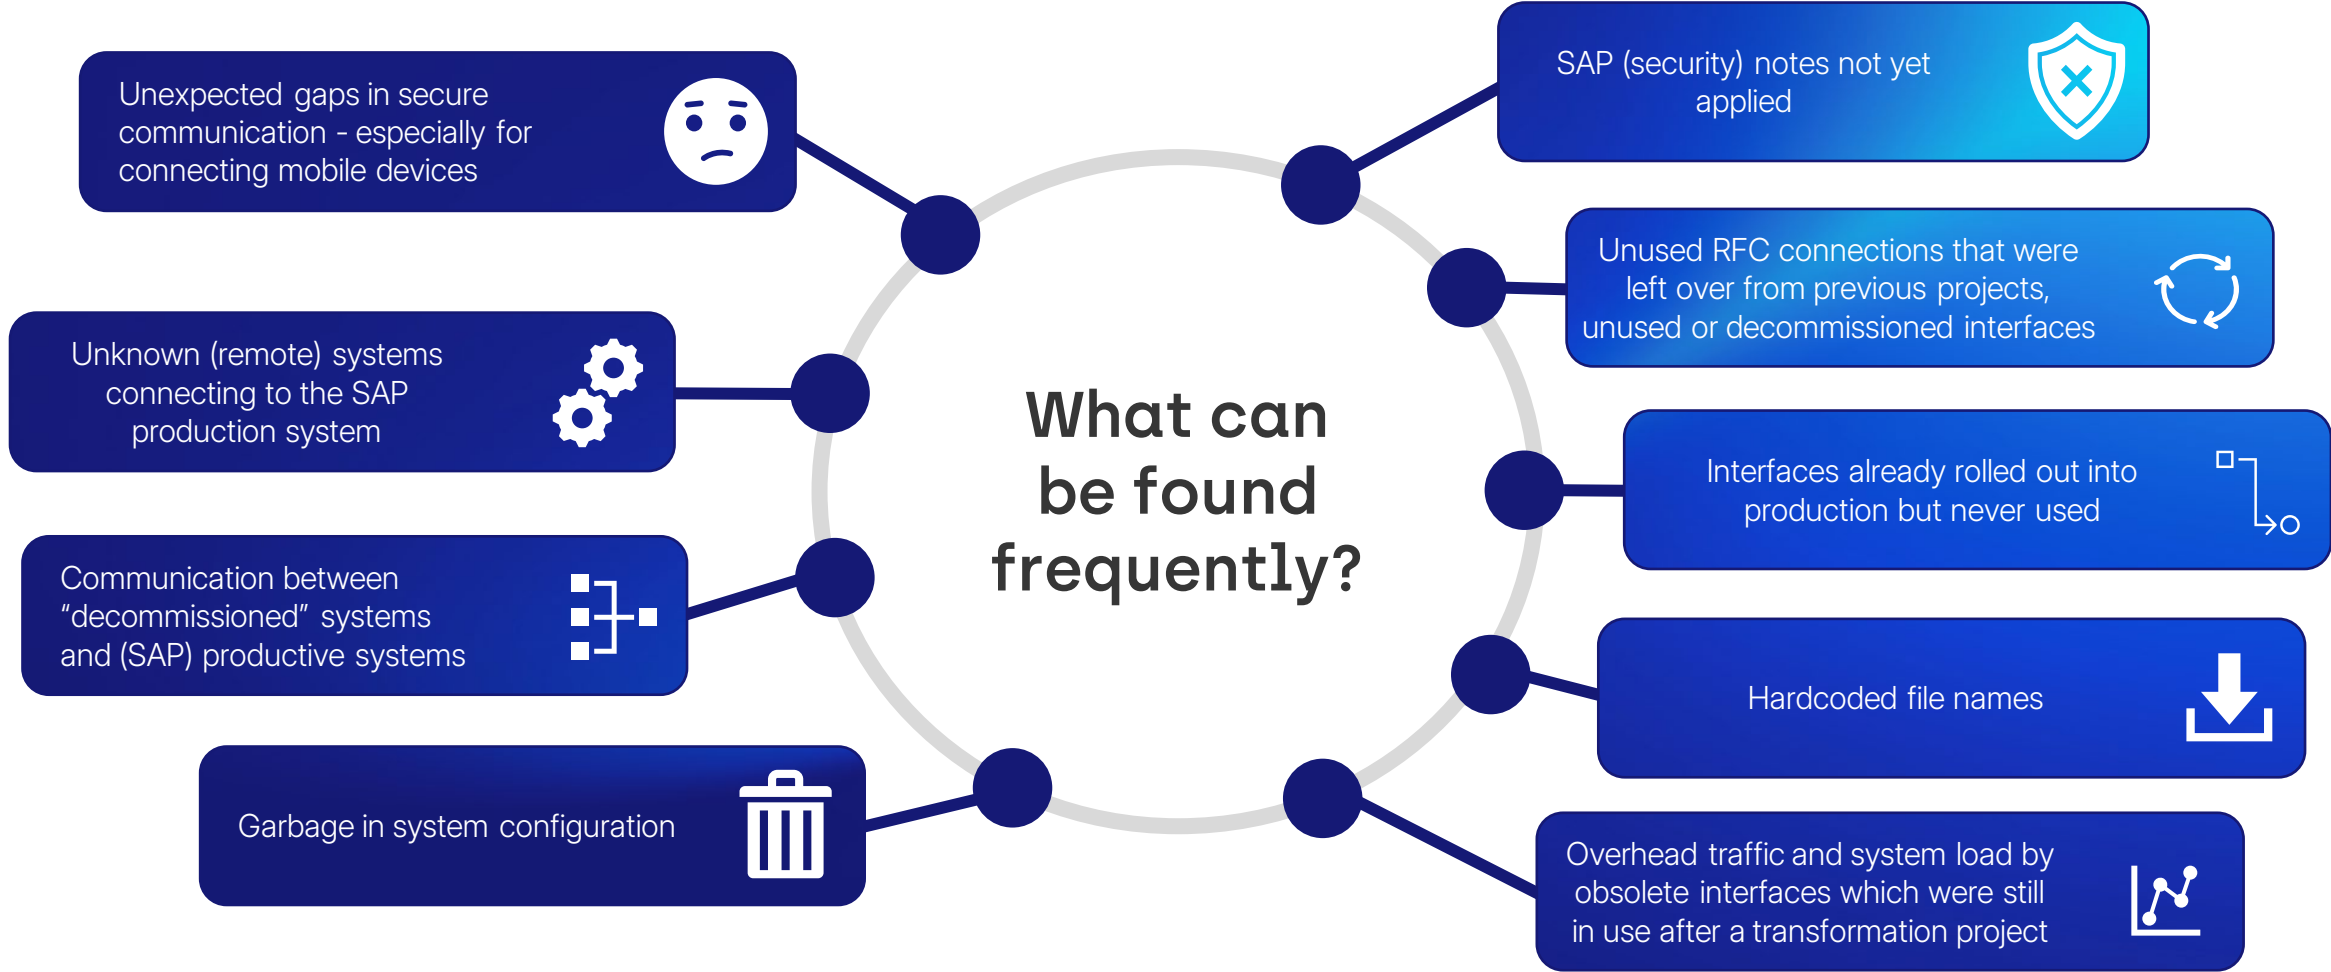 Unexpected gaps in secure
communication - especially for
connecting mobile devices
Unknown (remote) systems
connecting to the SAP
production system
Communication between
“decommissioned” systems
and (SAP) productive systems
Garbage in system configuration
What can
be found
frequently?
SAP (security) notes not yet
applied
Unused RFC connections that were
left over from previous projects,
unused or decommissioned interfaces
Interfaces already rolled out into
production but never used
Hardcoded file names
Overhead traffic and system load by
obsolete interfaces which were still
in use after a transformation project